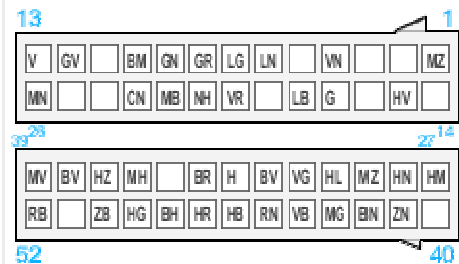 13 1
V GV BM GN GR LG LN VN MZ
MN CN MB NH VR LB G HV
26 14
39 27
MV BV HZ MH BR H BV VG HL MZ HN HM
RB ZB HG BH HR HB RN VB MG BN ZN
52 40